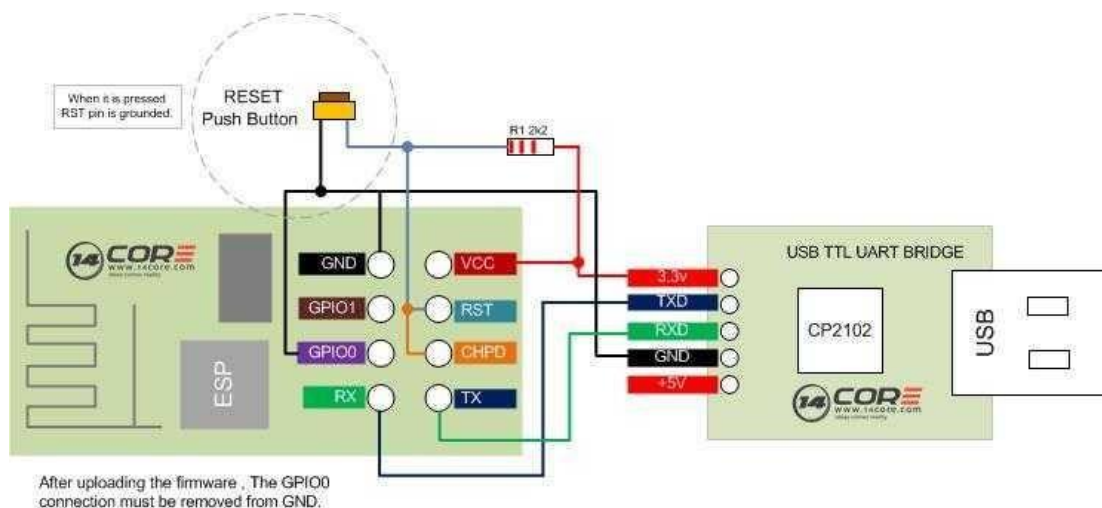 When it is pressed
RST pin is grounded.
RESET
Push Button
R1 2k2
14 CORE
www.14core.com
GND
VCC
GPIO1
RST
GPIO0
CHPD
RX
TX
ESP
USB TTL UART BRIDGE
3.3v
TXD
RXD
GND
+5V
CP2102
USB
14 CORE
www.14core.com
After uploading the firmware , The GPIO0
connection must be removed from GND.